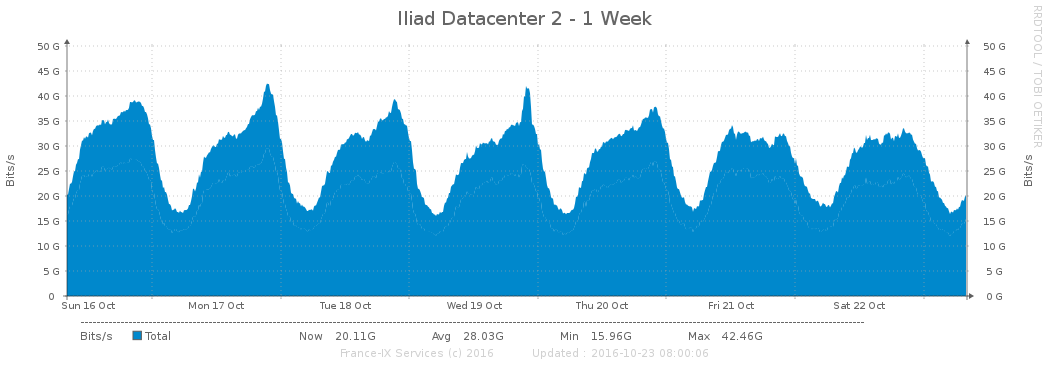 Iliad Datacenter 2 - 1 Week
RRDTOOL / TOBI OETIKER
Bits/s
50 G 50 G
45 G 45 G
40 G 40 G
35 G 35 G
30 G 30 G
25 G 25 G
20 G 20 G
15 G 15 G
10 G 10 G
5 G 5 G
0 0 G
Bits/s
Sun 16 Oct Mon 17 Oct Tue 18 Oct Wed 19 Oct Thu 20 Oct Fri 21 Oct Sat 22 Oct
Bits/s Total Now 20.11G Avg 28.03G Min 15.96G Max 42.46G
France-IX Services (c) 2016 Updated : 2016-10-23 08:00:06